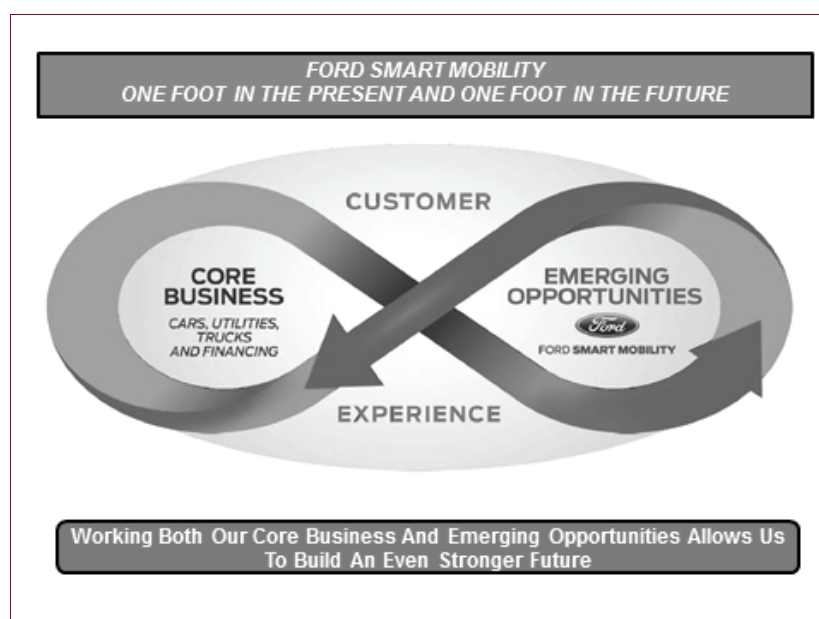 FORD SMART MOBILITY
ONE FOOT IN THE PRESENT AND ONE FOOT IN THE FUTURE
CUSTOMER
CORE
BUSINESS
CARS, UTILITIES,
TRUCKS
AND FINANCING
EMERGING
OPPORTUNITIES
Ford
FORD SMART MOBILITY
EXPERIENCE
Working Both Our Core Business And Emerging Opportunities Allows Us
To Build An Even Stronger Future